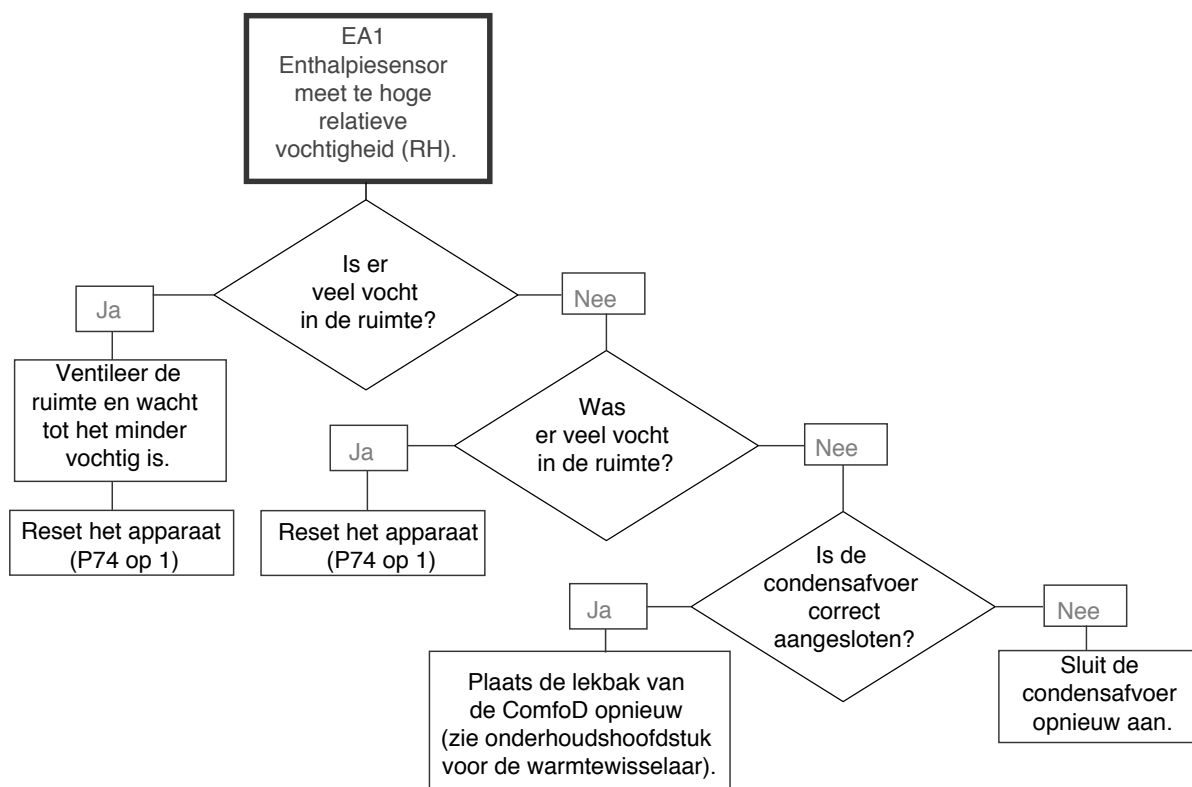 EA1
Enthalpiesensor
meet te hoge
relatieve
vochtigheid (RH).
Is er
veel vocht
in de ruimte?
Ja
Nee
Ventileer de
ruimte en wacht
tot het minder
vochtig is.
Was
er veel vocht
in de ruimte?
Ja
Nee
Reset het apparaat
(P74 op 1)
Reset het apparaat
(P74 op 1)
Is de
condensafvoer
correct
aangesloten?
Ja
Nee
Plaats de lekbak van
de ComfoD opnieuw
(zie onderhoudshoofdstuk
voor de warmtewisselaar).
Sluit de
condensafvoer
opnieuw aan.